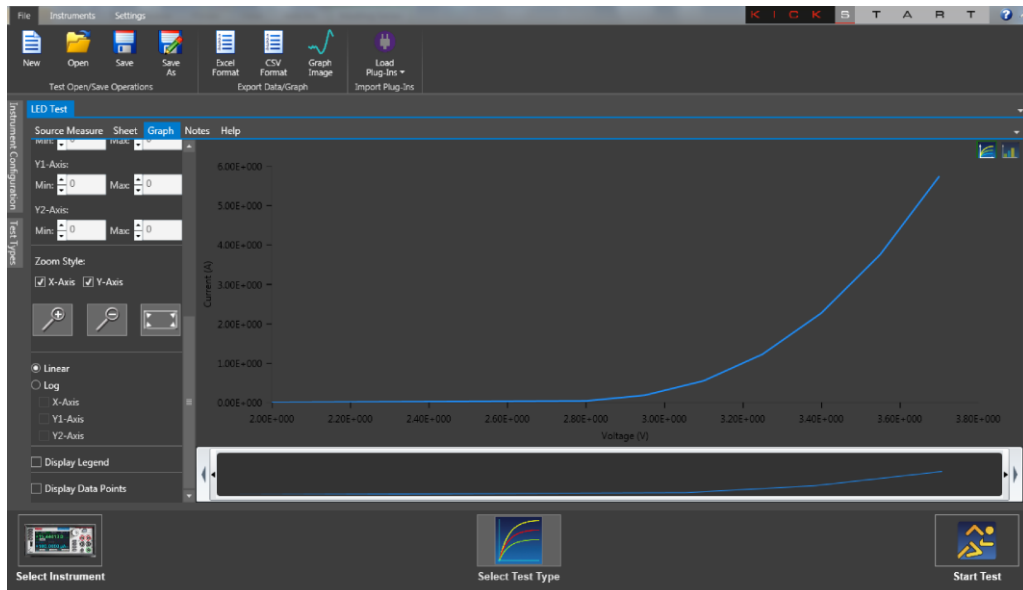 File Instruments Settings
KICKSTART
?
New Open Save Save As
Excel Format CSV Format Graph Image Load Plug-Ins
Test Open/Save Operations Export Data/Graph Import Plug-Ins
Instrument Configuration
Test Types
LED Test
Source Measure Sheet Graph Notes Help
Min: 0 Max: 0
Y1-Axis:
Min: 0 Max: 0
Y2-Axis:
Min: 0 Max: 0
Zoom Style:
X-Axis Y-Axis
Linear
Log
X-Axis
Y1-Axis
Y2-Axis
Display Legend
Display Data Points
Current (A)
6.00E+000
5.00E+000
4.00E+000
3.00E+000
2.00E+000
1.00E+000
0.00E+000
2.00E+000 2.20E+000 2.40E+000 2.60E+000 2.80E+000 3.00E+000 3.20E+000 3.40E+000 3.60E+000 3.80E+000
Voltage (V)
Select Instrument
Select Test Type
Start Test